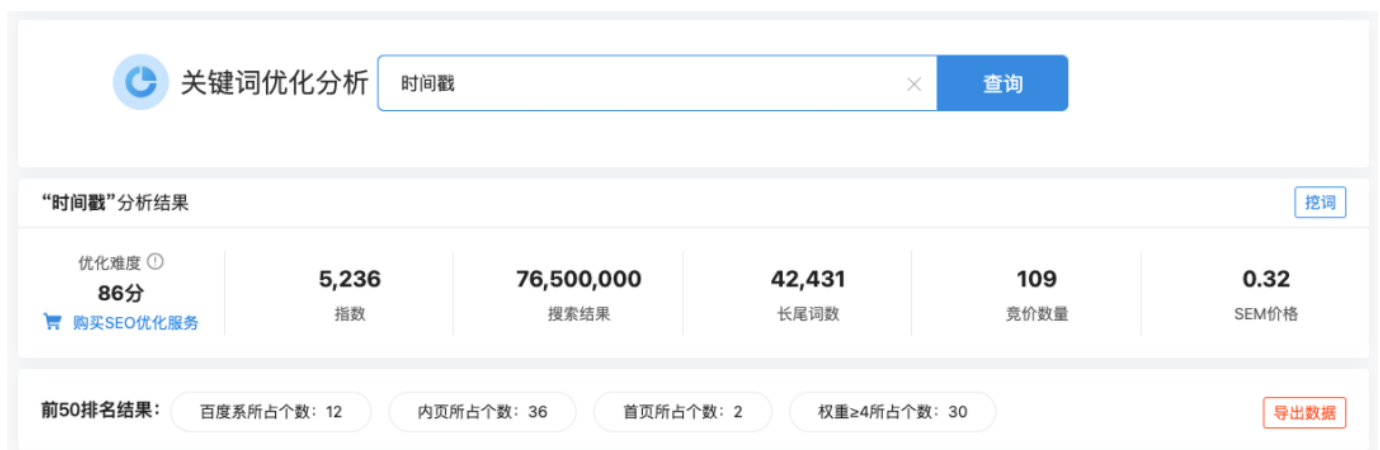 关键词优化分析 时间戳 × 查询
“时间戳”分析结果 挖词
优化难度
86分
购买SEO优化服务
5,236
指数
76,500,000
搜索结果
42,431
长尾词数
109
竞价数量
0.32
SEM价格
前50排名结果： 百度系所占个数：12 内页所占个数：36 首页所占个数：2 权重≥4所占个数：30 导出数据